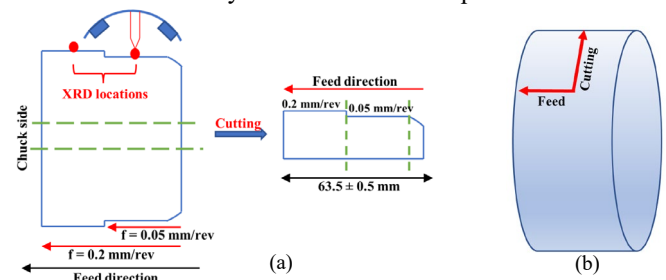 XRD locations
Chuck side
Cutting
Feed direction
0.2 mm/rev
0.05 mm/rev
63.5 ± 0.5 mm
f = 0.05 mm/rev
f = 0.2 mm/rev
Feed direction
(a)
Cutting
Feed
(b)